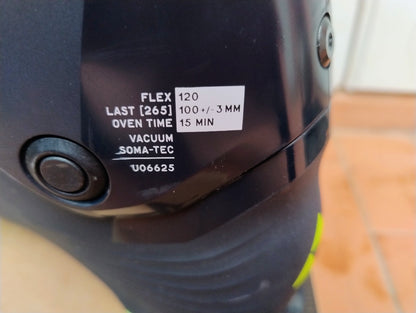 FLEX 120
LAST [265] 100 +/- 3 MM
OVEN TIME 15 MIN
VACUUM
SOMA-TEC
U06625